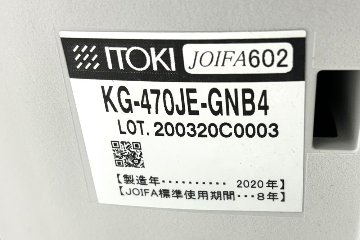 ITOKI JOIFA602
KG-470JE-GNB4
LOT. 200320C0003
【製造年・・・・・・・・・・ 2020年】
【JOIFA標準使用期間・・・8年】